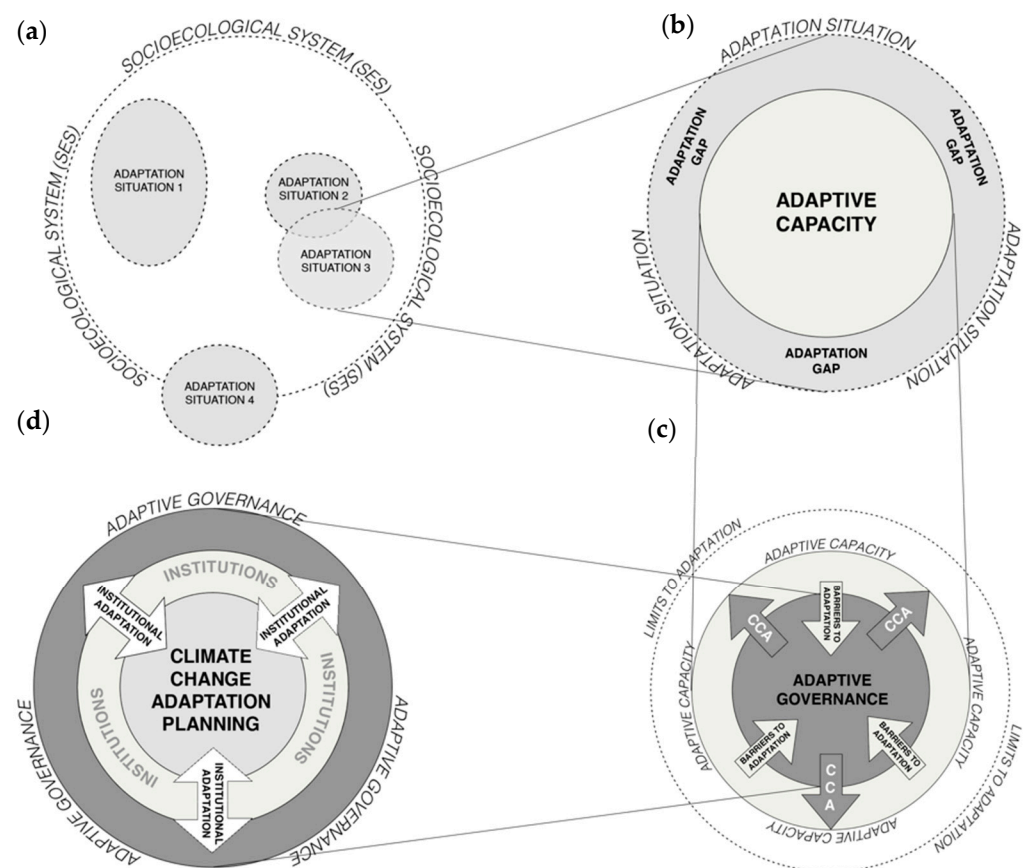 (a)
SOCIOECOLOGICAL SYSTEM (SES)
SOCIOECOLOGICAL SYSTEM (SES)
SOCIOECOLOGICAL SYSTEM (SES)
ADAPTATION
SITUATION 1
ADAPTATION
SITUATION 2
ADAPTATION
SITUATION 3
ADAPTATION
SITUATION 4
(b)
ADAPTATION SITUATION
ADAPTATION SITUATION
ADAPTATION SITUATION
ADAPTATION
GAP
ADAPTATION
GAP
ADAPTIVE
CAPACITY
ADAPTATION
GAP
(d)
ADAPTIVE GOVERNANCE
ADAPTIVE GOVERNANCE
ADAPTIVE GOVERNANCE
INSTITUTIONS
INSTITUTIONS
INSTITUTIONS
INSTITUTIONAL
ADAPTATION
INSTITUTIONAL
ADAPTATION
CLIMATE
CHANGE
ADAPTATION
PLANNING
INSTITUTIONAL
ADAPTATION
(c)
LIMITS TO ADAPTATION
LIMITS TO ADAPTATION
ADAPTIVE CAPACITY
ADAPTIVE CAPACITY
ADAPTIVE CAPACITY
ADAPTIVE CAPACITY
CCA
BARRIERS TO
ADAPTATION
CCA
ADAPTIVE
GOVERNANCE
BARRIERS TO
ADAPTATION
BARRIERS TO
ADAPTATION
CCA